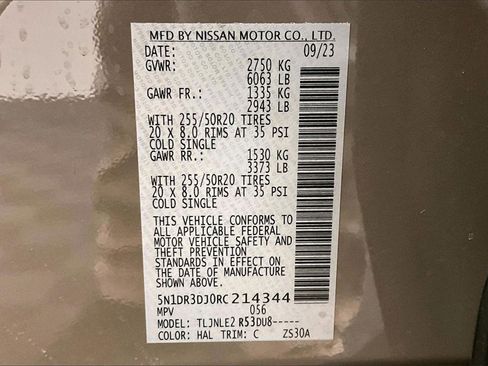 MFD BY NISSAN MOTOR CO., LTD.
DATE: 09/23
GVWR: 2750 KG
6063 LB
GAWR FR.: 1335 KG
2943 LB
WITH 255/50R20 TIRES
20 X 8.0 RIMS AT 35 PSI
COLD SINGLE
GAWR RR.: 1530 KG
3373 LB
WITH 255/50R20 TIRES
20 X 8.0 RIMS AT 35 PSI
COLD SINGLE
THIS VEHICLE CONFORMS TO
ALL APPLICABLE FEDERAL
MOTOR VEHICLE SAFETY AND
THEFT PREVENTION
STANDARDS IN EFFECT ON
THE DATE OF MANUFACTURE
SHOWN ABOVE.
5N1DR3DJ0RC214344
MPV 056
MODEL: TLJNLE2 R53DU8-----
COLOR: HAL TRIM: C ZS30A